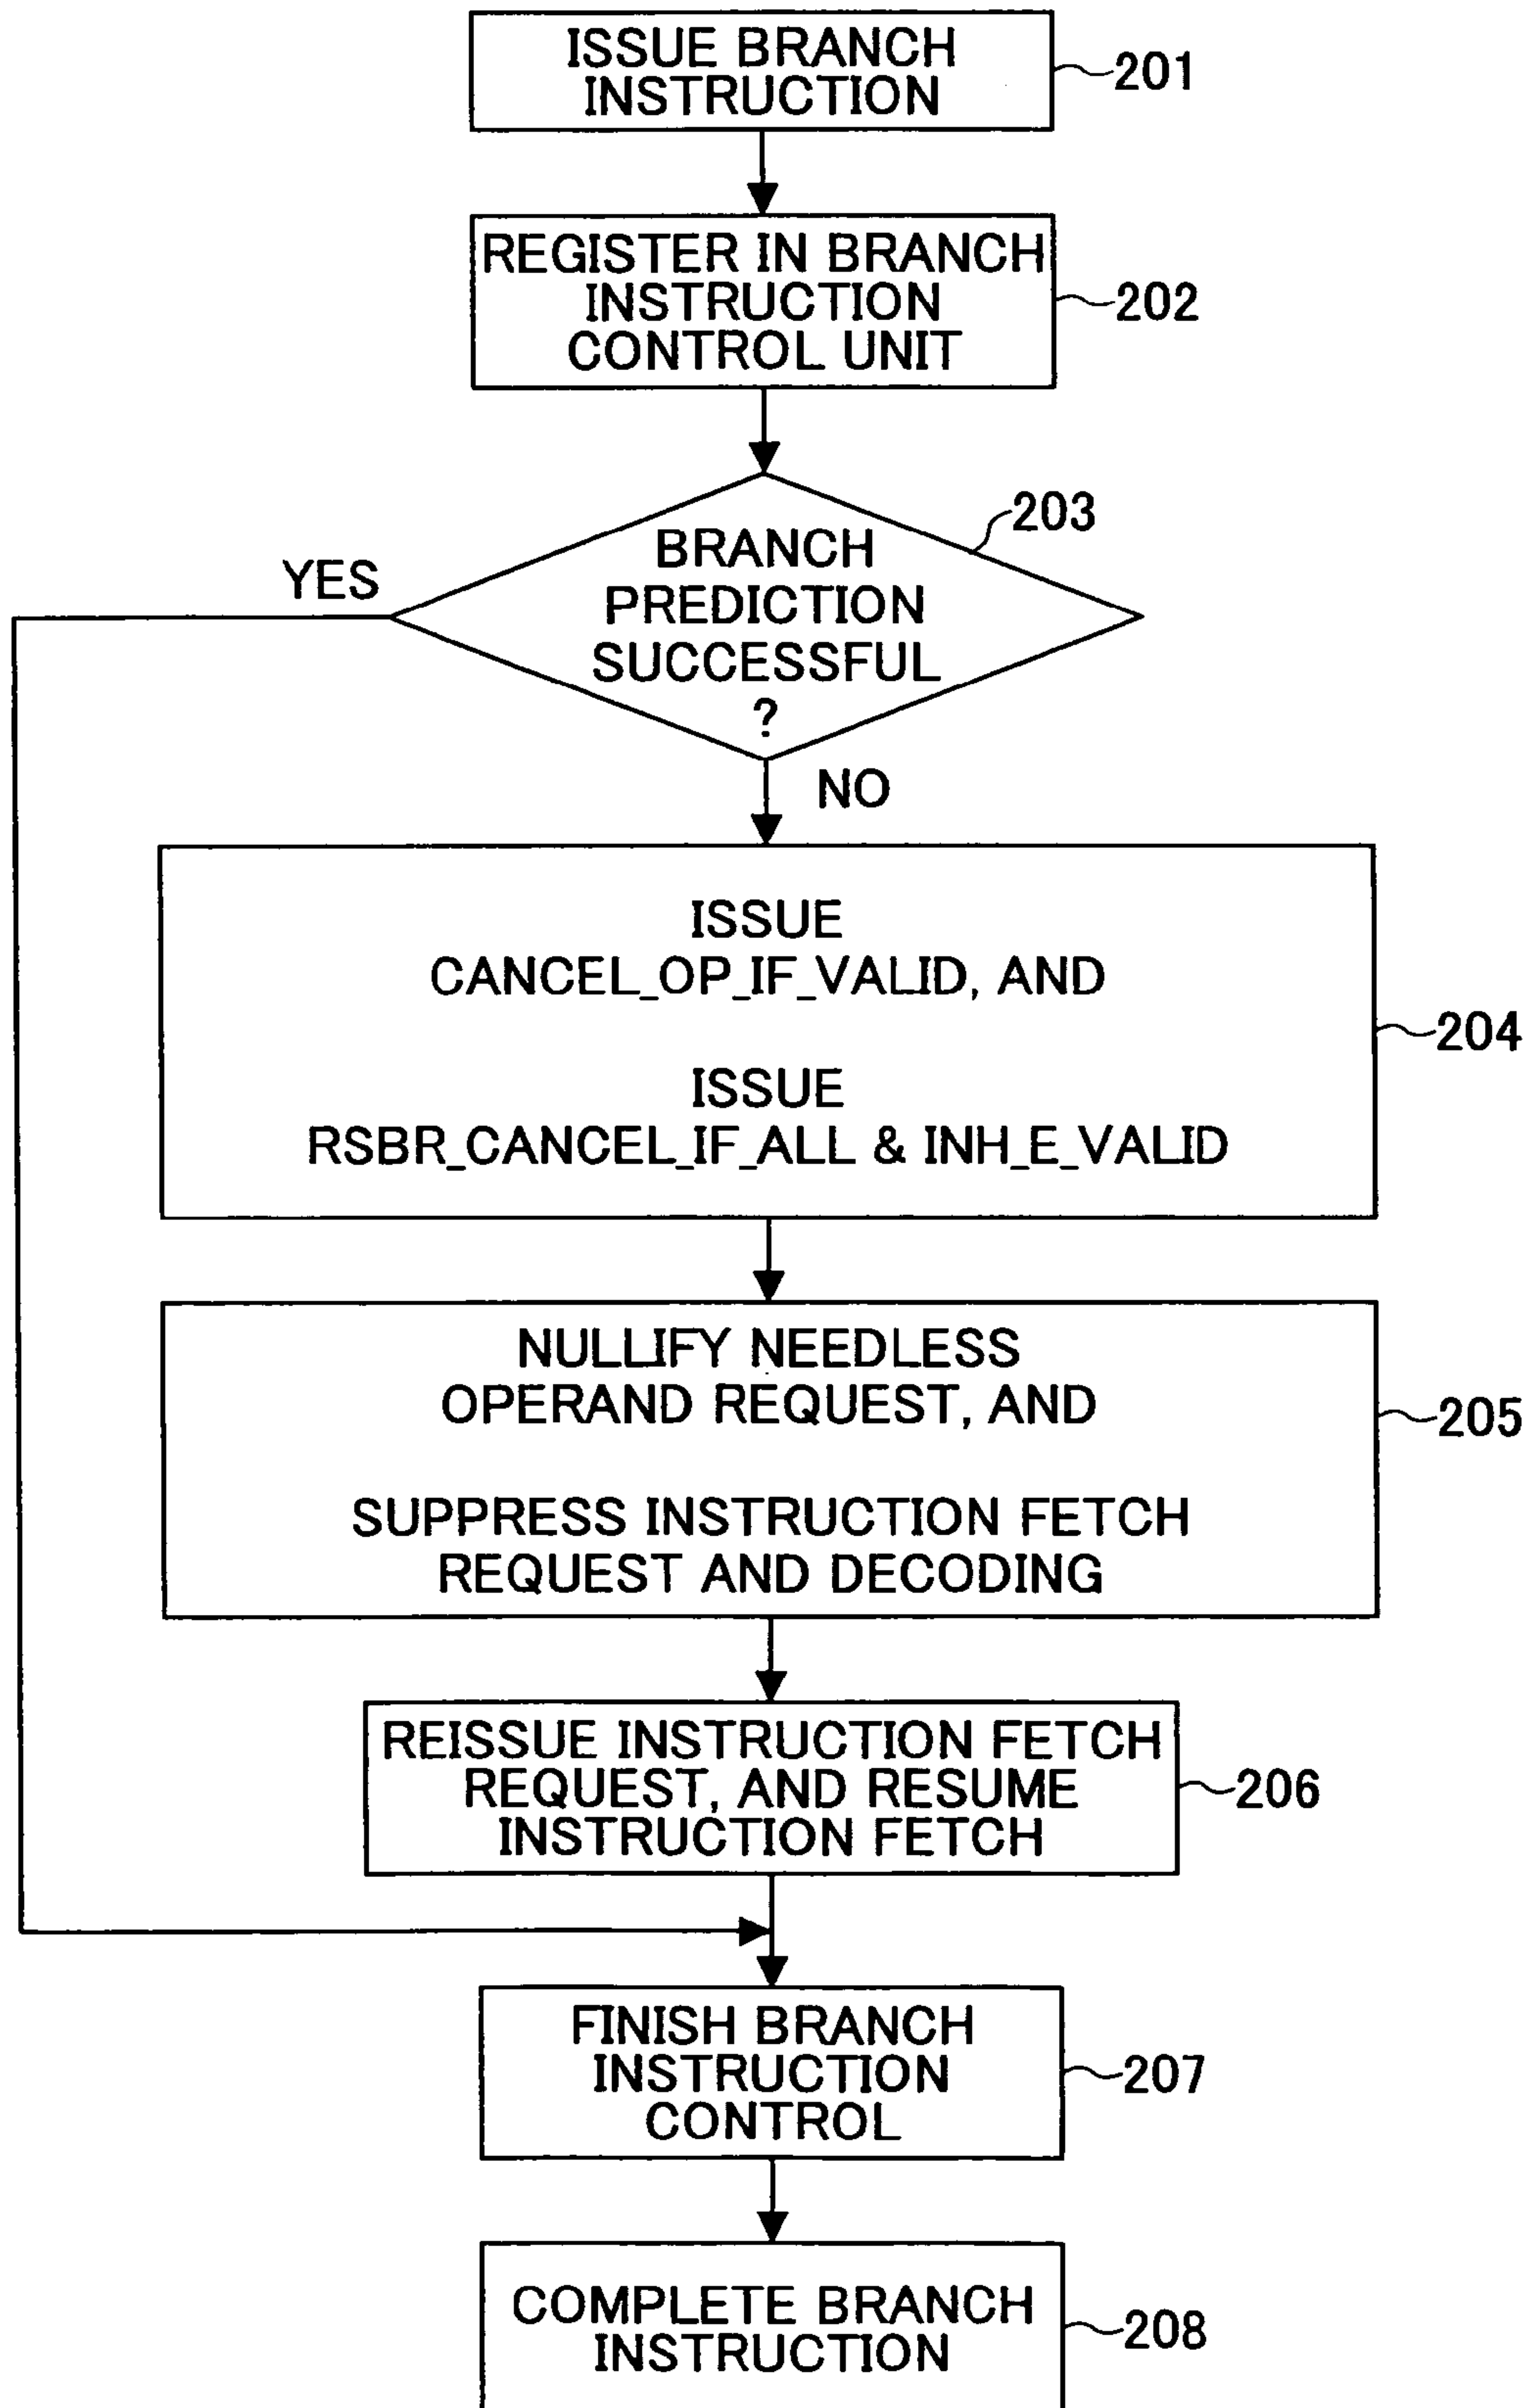 ISSUE BRANCH
INSTRUCTION
201
REGISTER IN BRANCH
INSTRUCTION
CONTROL UNIT
202
203
BRANCH
PREDICTION
SUCCESSFUL
?
YES
NO
ISSUE
CANCEL_OP_IF_VALID, AND
ISSUE
RSBR_CANCEL_IF_ALL & INH_E_VALID
204
NULLIFY NEEDLESS
OPERAND REQUEST, AND
SUPPRESS INSTRUCTION FETCH
REQUEST AND DECODING
205
REISSUE INSTRUCTION FETCH
REQUEST, AND RESUME
INSTRUCTION FETCH
206
FINISH BRANCH
INSTRUCTION
CONTROL
207
COMPLETE BRANCH
INSTRUCTION
208